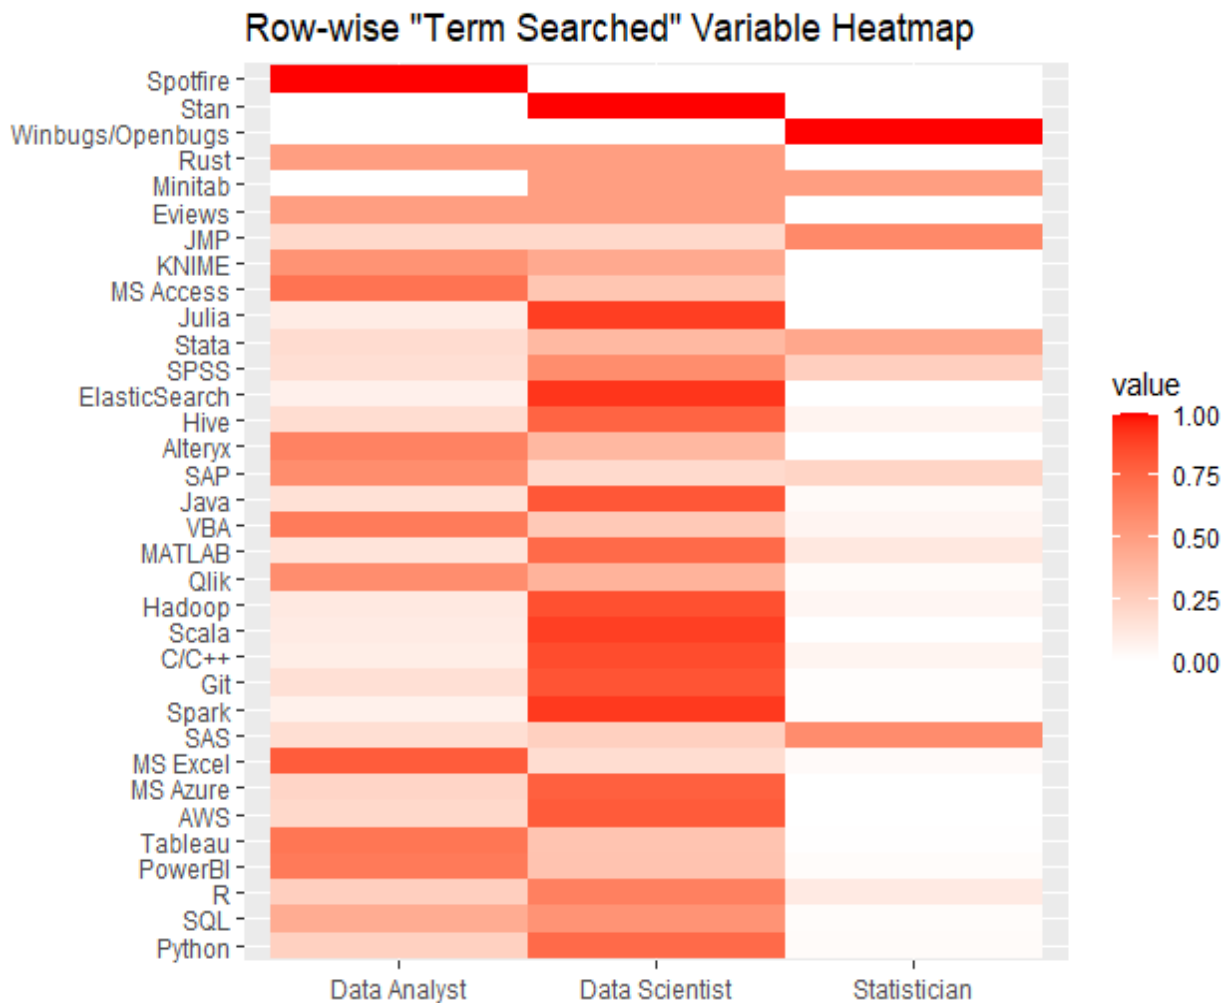 Row-wise "Term Searched" Variable Heatmap
Spotfire
Stan
Winbugs/Openbugs
Rust
Minitab
Eviews
JMP
KNIME
MS Access
Julia
Stata
SPSS
ElasticSearch
Hive
Alteryx
SAP
Java
VBA
MATLAB
Qlik
Hadoop
Scala
C/C++
Git
Spark
SAS
MS Excel
MS Azure
AWS
Tableau
PowerBI
R
SQL
Python
Data Analyst Data Scientist Statistician
value
1.00
0.75
0.50
0.25
0.00